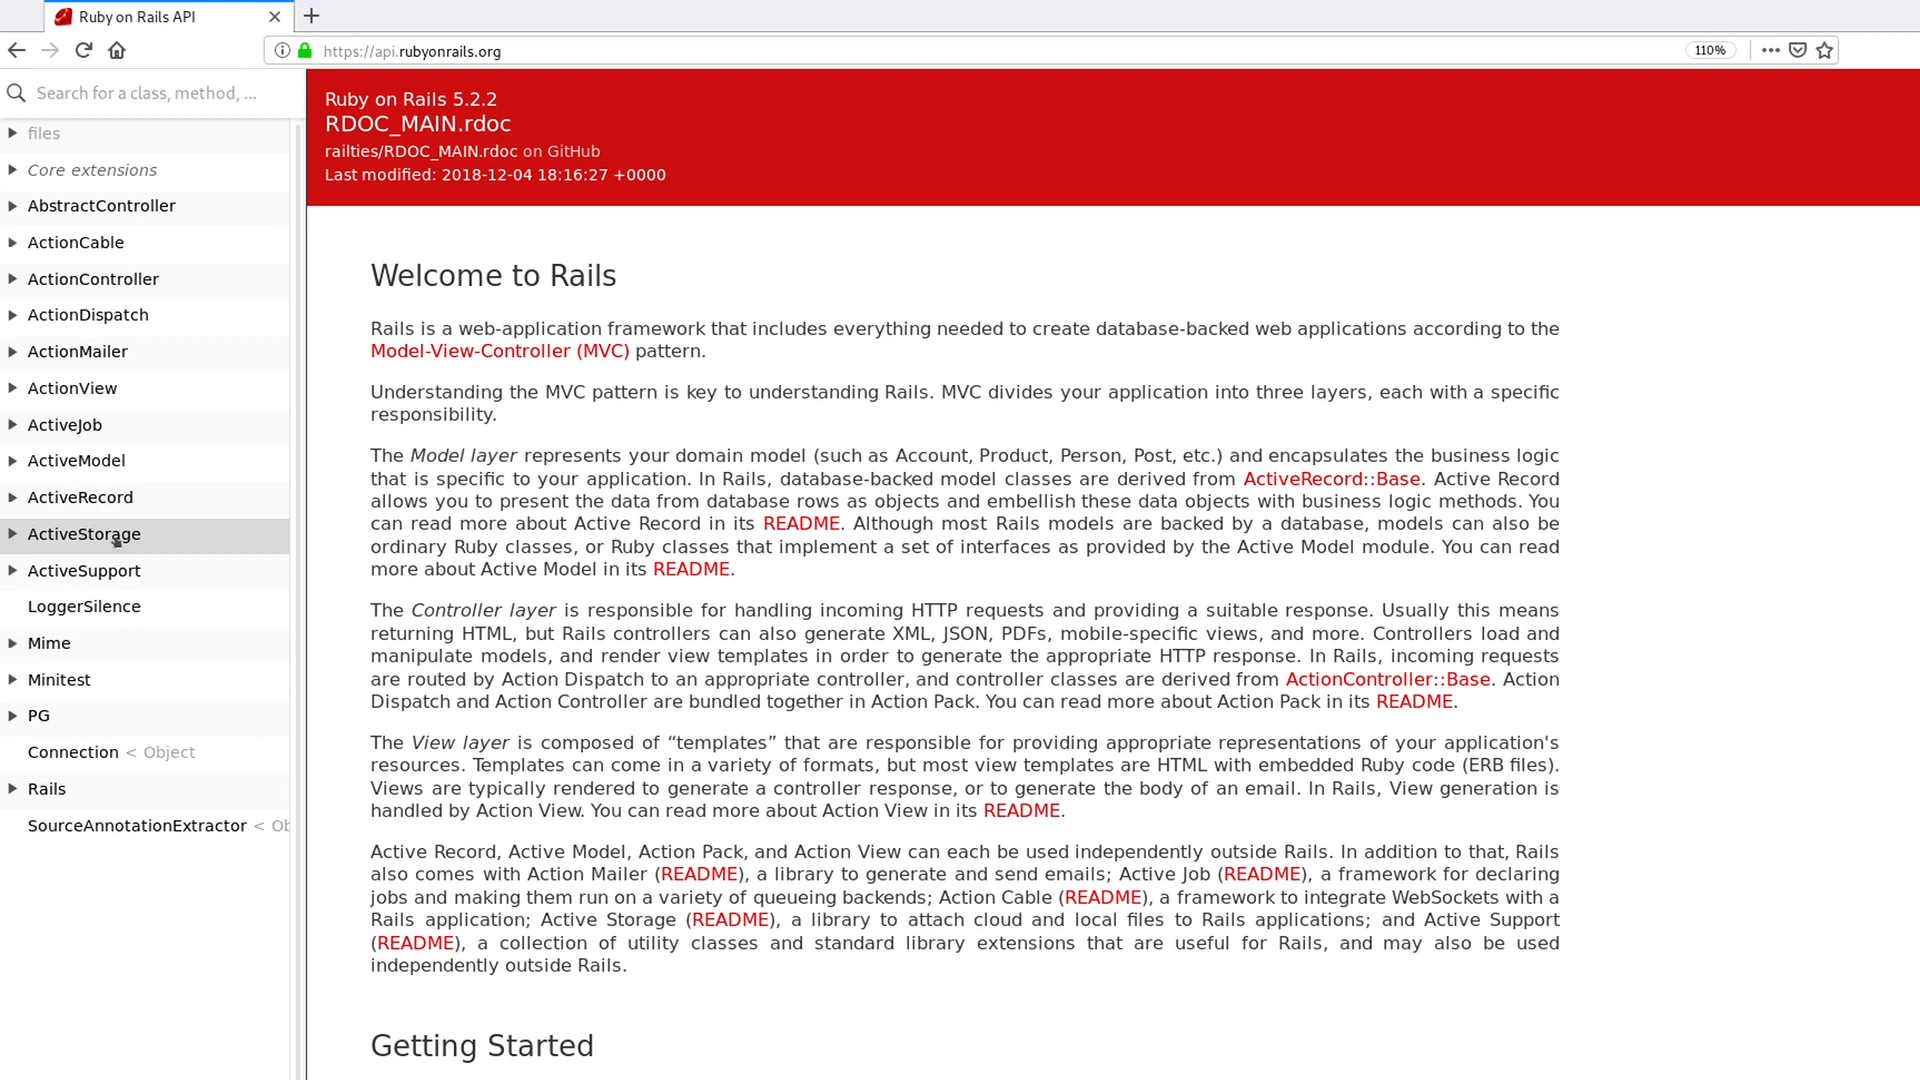 Ruby on Rails API
https://api.rubyonrails.org
110%
Search for a class, method, ...
files
Core extensions
AbstractController
ActionCable
ActionController
ActionDispatch
ActionMailer
ActionView
ActiveJob
ActiveModel
ActiveRecord
ActiveStorage
ActiveSupport
LoggerSilence
Mime
Minitest
PG
Connection < Object
Rails
SourceAnnotationExtractor < Ob
Ruby on Rails 5.2.2
RDOC_MAIN.rdoc
railties/RDOC_MAIN.rdoc on GitHub
Last modified: 2018-12-04 18:16:27 +0000
Welcome to Rails
Rails is a web-application framework that includes everything needed to create database-backed web applications according to the
Model-View-Controller (MVC) pattern.
Understanding the MVC pattern is key to understanding Rails. MVC divides your application into three layers, each with a specific
responsibility.
The Model layer represents your domain model (such as Account, Product, Person, Post, etc.) and encapsulates the business logic
that is specific to your application. In Rails, database-backed model classes are derived from ActiveRecord::Base. Active Record
allows you to present the data from database rows as objects and embellish these data objects with business logic methods. You
can read more about Active Record in its README. Although most Rails models are backed by a database, models can also be
ordinary Ruby classes, or Ruby classes that implement a set of interfaces as provided by the Active Model module. You can read
more about Active Model in its README.
The Controller layer is responsible for handling incoming HTTP requests and providing a suitable response. Usually this means
returning HTML, but Rails controllers can also generate XML, JSON, PDFs, mobile-specific views, and more. Controllers load and
manipulate models, and render view templates in order to generate the appropriate HTTP response. In Rails, incoming requests
are routed by Action Dispatch to an appropriate controller, and controller classes are derived from ActionController::Base. Action
Dispatch and Action Controller are bundled together in Action Pack. You can read more about Action Pack in its README.
The View layer is composed of “templates” that are responsible for providing appropriate representations of your application's
resources. Templates can come in a variety of formats, but most view templates are HTML with embedded Ruby code (ERB files).
Views are typically rendered to generate a controller response, or to generate the body of an email. In Rails, View generation is
handled by Action View. You can read more about Action View in its README.
Active Record, Active Model, Action Pack, and Action View can each be used independently outside Rails. In addition to that, Rails
also comes with Action Mailer (README), a library to generate and send emails; Active Job (README), a framework for declaring
jobs and making them run on a variety of queueing backends; Action Cable (README), a framework to integrate WebSockets with a
Rails application; Active Storage (README), a library to attach cloud and local files to Rails applications; and Active Support
(README), a collection of utility classes and standard library extensions that are useful for Rails, and may also be used
independently outside Rails.
Getting Started